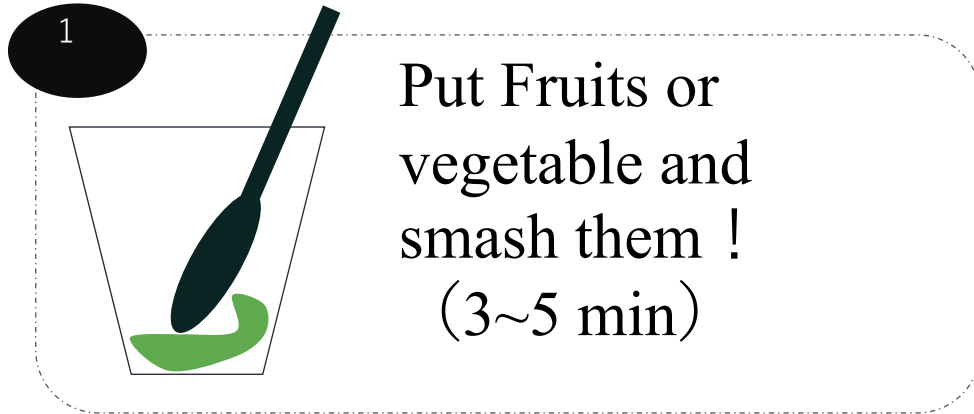 1
Put Fruits or
vegetable and
smash them！
（3~5 min）